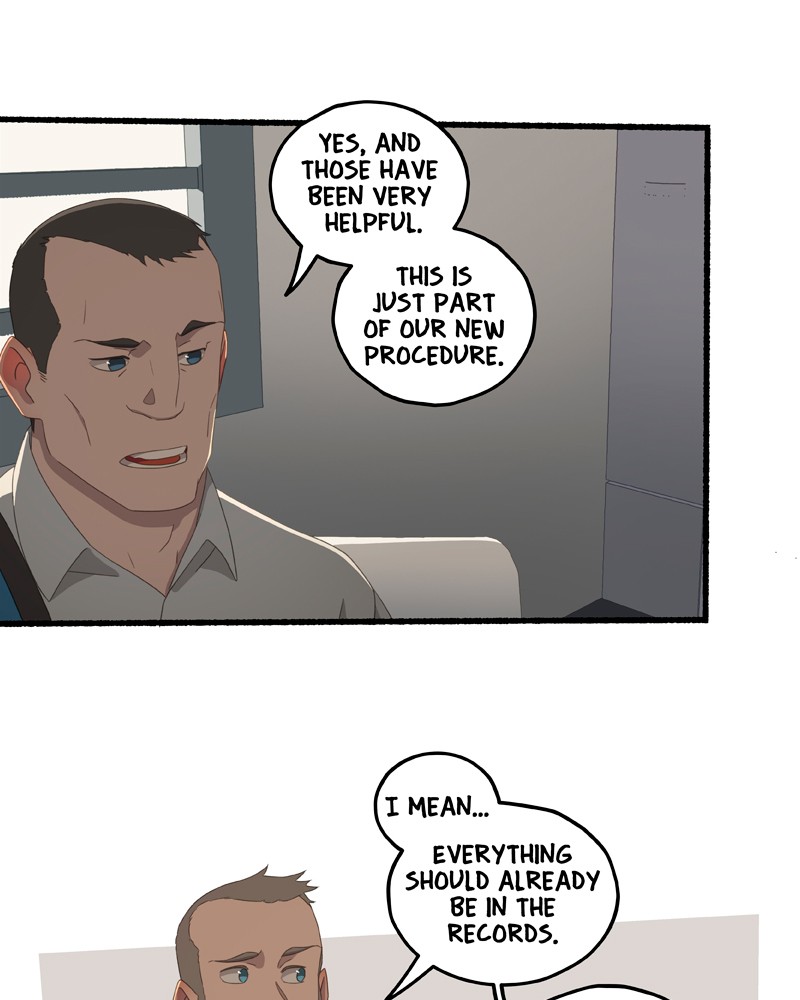 YES, AND
THOSE HAVE
BEEN VERY
HELPFUL.
THIS IS
JUST PART
OF OUR NEW
PROCEDURE.
I MEAN...
EVERYTHING
SHOULD ALREADY
BE IN THE
RECORDS.